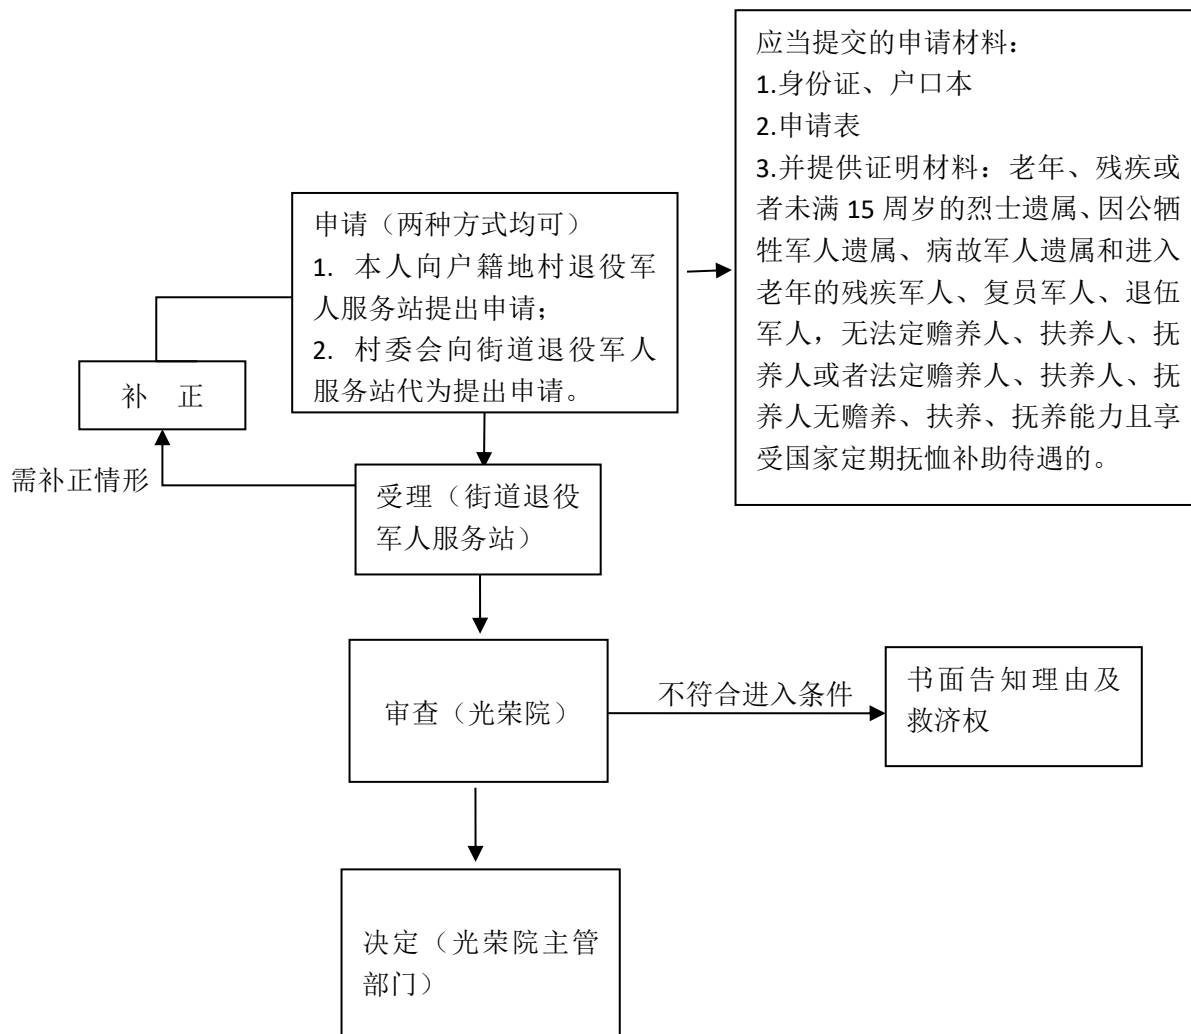 应当提交的申请材料：
1.身份证、户口本
2.申请表
3.并提供证明材料：老年、残疾或
者未满 15 周岁的烈士遗属、因公牺
牲军人遗属、病故军人遗属和进入
老年的残疾军人、复员军人、退伍
军人，无法定赡养人、扶养人、抚
养人或者法定赡养人、扶养人、抚
养人无赡养、扶养、抚养能力且享
受国家定期抚恤补助待遇的。
申请（两种方式均可）
1. 本人向户籍地村退役军
人服务站提出申请；
2. 村委会向街道退役军人
服务站代为提出申请。
补 正
需补正情形
受理（街道退役
军人服务站）
审查（光荣院）
不符合进入条件
书面告知理由及
救济权
决定（光荣院主管
部门）